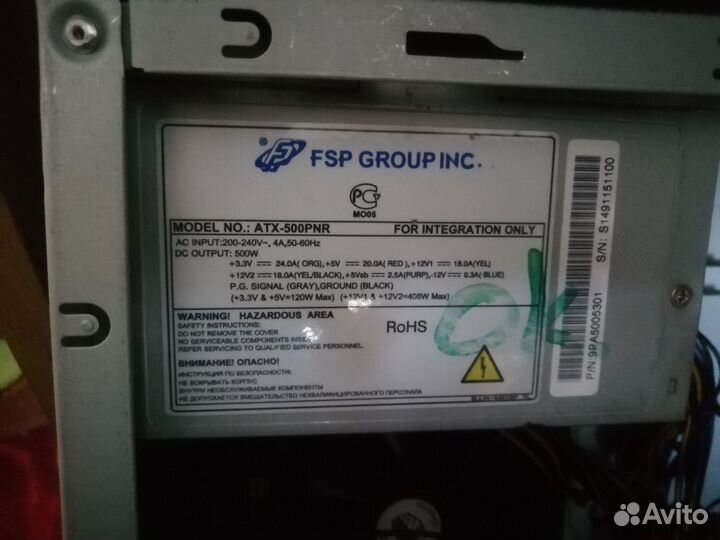 FSP GROUP INC.
PG
MO05
MODEL NO.: ATX-500PNR FOR INTEGRATION ONLY
AC INPUT:200-240V~, 4A,50-60Hz
DC OUTPUT: 500W
+3.3V 24.0A( ORG),+5V 20.0A( RED ), +12V1 18.0A(YEL)
+12V2 18.0A(YEL/BLACK),+5Vsb 2.5A(PURP),-12V 0.3A( BLUE)
P.G. SIGNAL (GRAY),GROUND (BLACK)
(+3.3V & +5V=120W Max) (+12V1 & +12V2=408W Max)
WARNING! HAZARDOUS AREA
SAFETY INSTRUCTIONS:
DO NOT REMOVE THE COVER
NO SERVICEABLE COMPONENTS INSIDE
REFER SERVICING TO QUALIFIED SERVICE PERSONNEL.
RoHS
ВНИМАНИЕ! ОПАСНО!
ИНСТРУКЦИЯ ПО БЕЗОПАСНОСТИ:
НЕ ВСКРЫВАТЬ КОРПУС
ВНУТРИ НЕОБСЛУЖИВАЕМЫЕ КОМПОНЕНТЫ
НЕ ДОПУСКАЕТСЯ ВМЕШАТЕЛЬСТВО НЕКВАЛИФИЦИРОВАННОГО ПЕРСОНАЛА
OK
P/N:9PA5005301 S/N: S1491151100
Avito